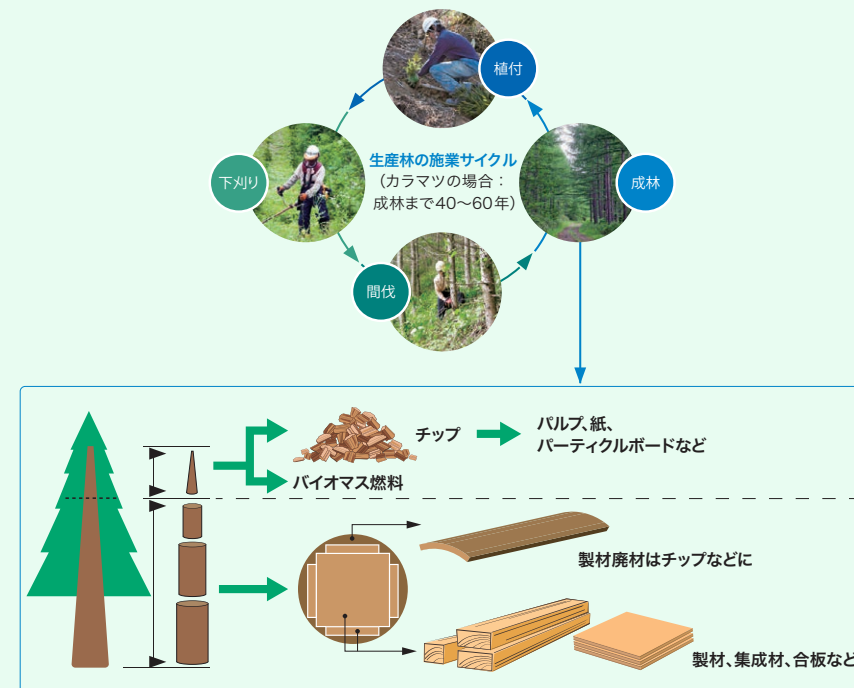 植付
生産林の施業サイクル
（カラマツの場合：
成林まで40〜60年）
下刈り
成林
間伐
チップ
パルプ、紙、
パーティクルボードなど
バイオマス燃料
製材廃材はチップなどに
製材、集成材、合板など